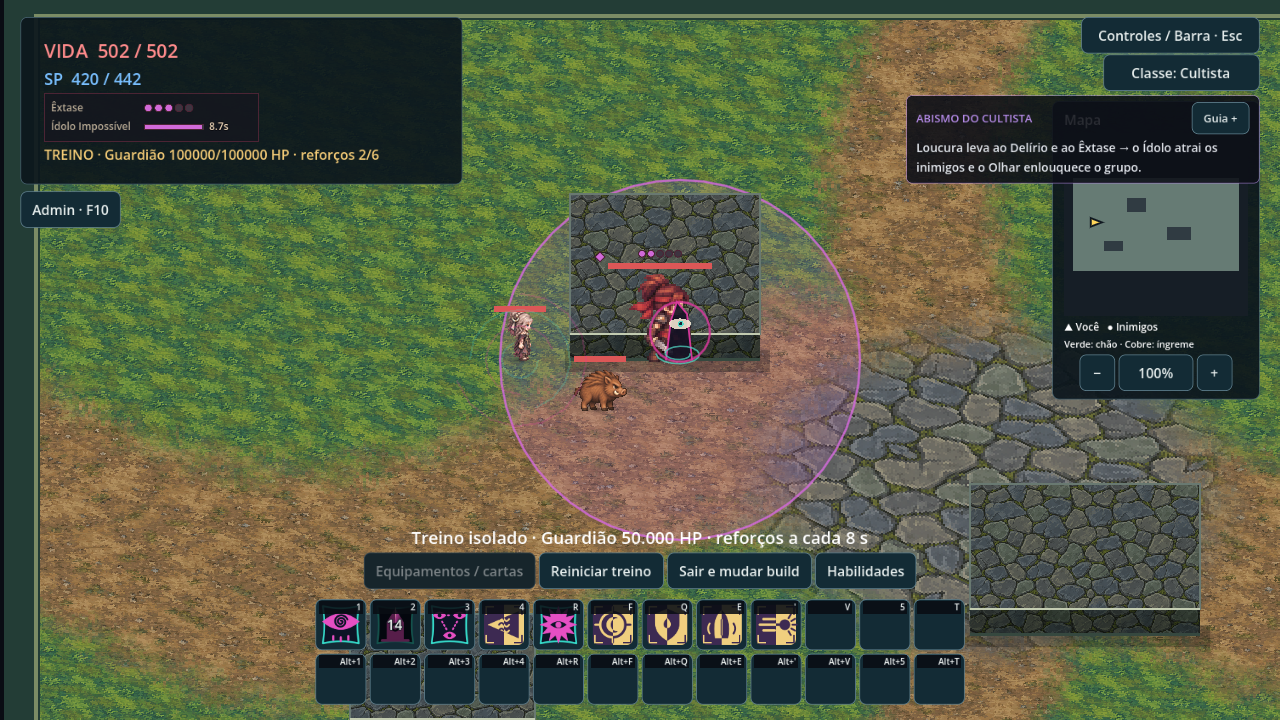 VIDA 502 / 502
SP 420 / 442
Êxtase
Ídolo Impossível 8.7s
TREINO · Guardião 100000/100000 HP · reforços 2/6
Admin · F10
Controles / Barra · Esc
Classe: Cultista
ABISMO DO CULTISTA
Mapa
Guia +
Loucura leva ao Delírio e ao Êxtase → o Ídolo atrai os
inimigos e o Olhar enlouquece o grupo.
▲ Você ● Inimigos
Verde: chão · Cobre: íngreme
− 100% +
Treino isolado · Guardião 50.000 HP · reforços a cada 8 s
Equipamentos / cartas Reiniciar treino Sair e mudar build Habilidades
1 2 3 4 R F Q E ' V 5 T
14
Alt+1 Alt+2 Alt+3 Alt+4 Alt+R Alt+F Alt+Q Alt+E Alt+' Alt+V Alt+5 Alt+T